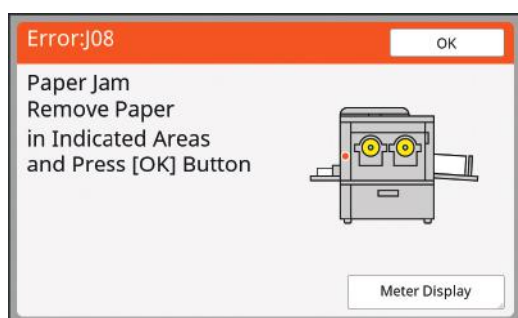 Error:J08
OK
Paper Jam
Remove Paper
in Indicated Areas
and Press [OK] Button
Meter Display